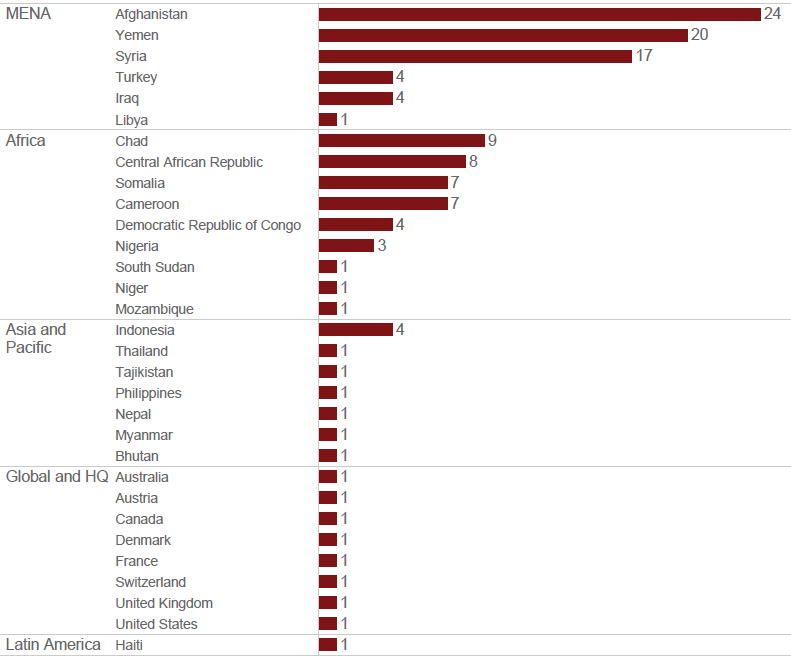 MENA Afghanistan 24
Yemen 20
Syria 17
Turkey 4
Iraq 4
Libya 1
Africa Chad 9
Central African Republic 8
Somalia 7
Cameroon 7
Democratic Republic of Congo 4
Nigeria 3
South Sudan 1
Niger 1
Mozambique 1
Asia and Indonesia 4
Pacific Thailand 1
Tajikistan 1
Philippines 1
Nepal 1
Myanmar 1
Bhutan 1
Global and HQ Australia 1
Austria 1
Canada 1
Denmark 1
France 1
Switzerland 1
United Kingdom 1
United States 1
Latin America Haiti 1